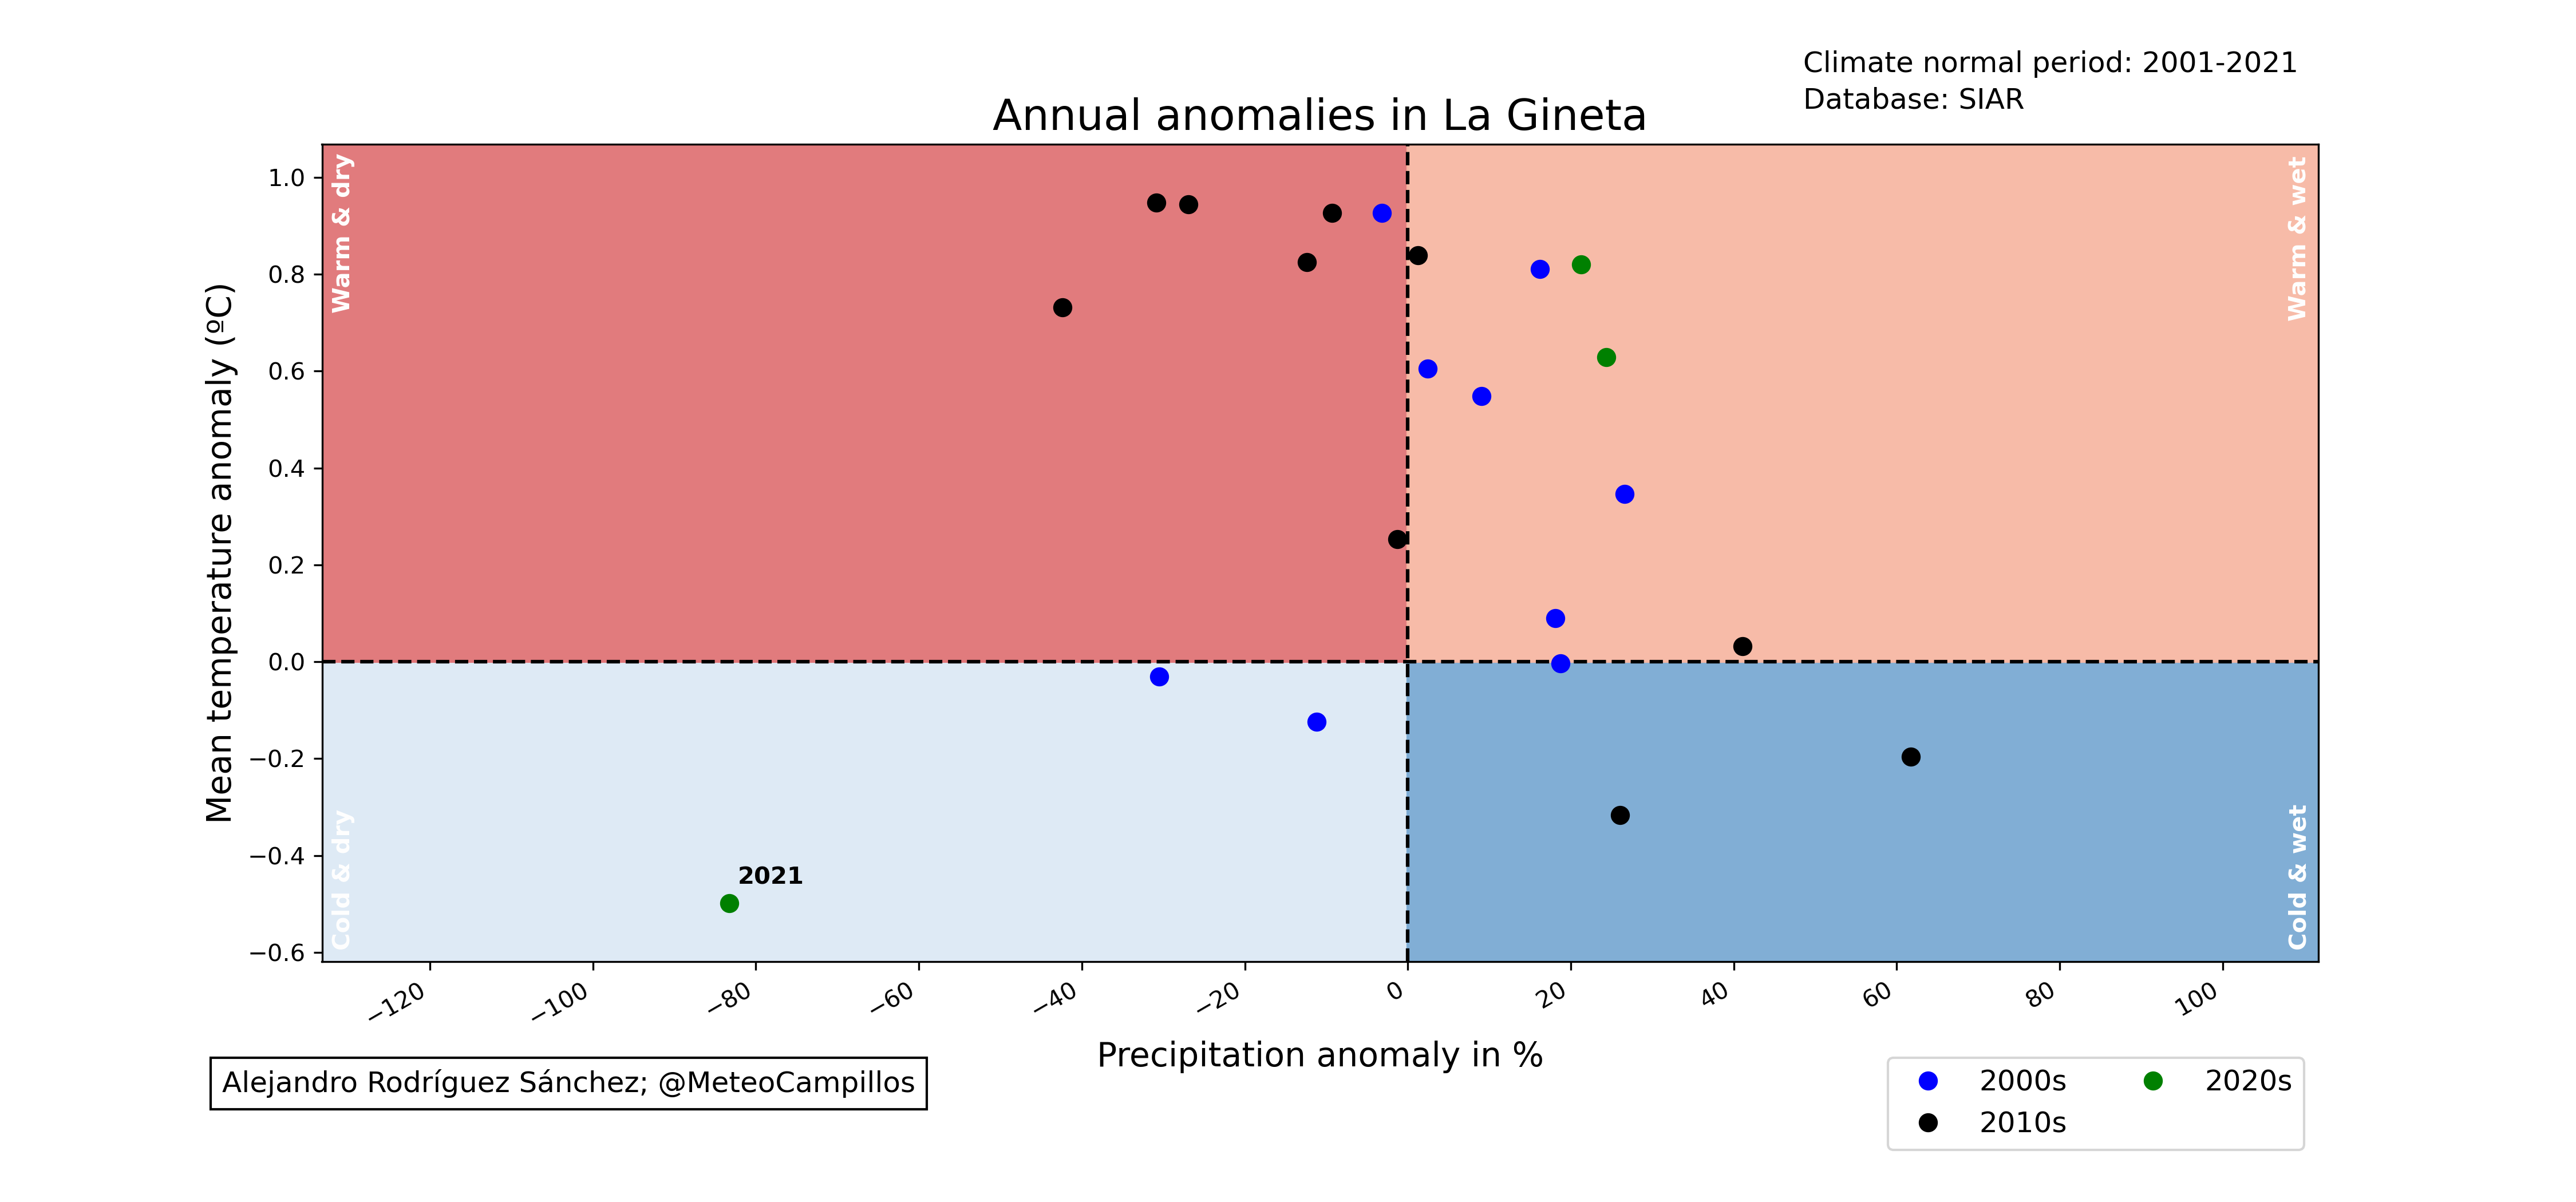 Climate normal period: 2001-2021
Database: SIAR
Annual anomalies in La Gineta
Warm & dry
Warm & wet
Cold & dry
Cold & wet
Mean temperature anomaly (ºC)
1.0
0.8
0.6
0.4
0.2
0.0
−0.2
−0.4
−0.6
2021
−120
−100
−80
−60
−40
−20
0
20
40
60
80
100
Precipitation anomaly in %
Alejandro Rodríguez Sánchez; @MeteoCampillos
2000s
2010s
2020s